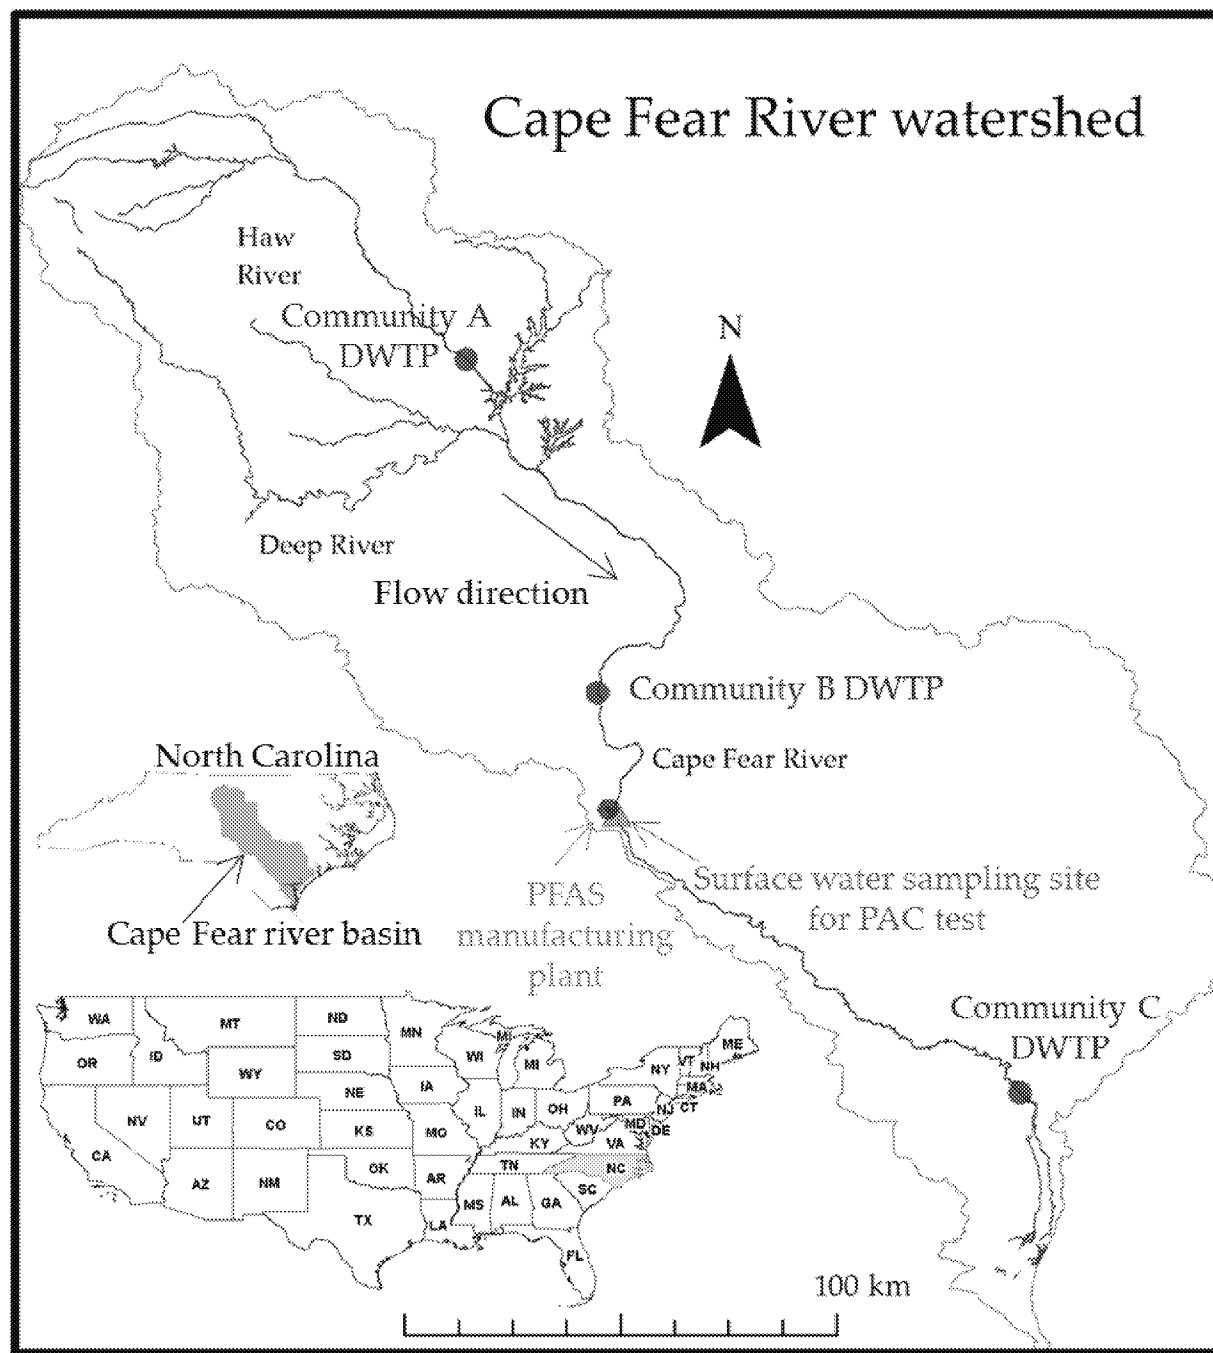 Cape Fear River watershed
Haw
River
Community A
DWTP
N
Deep River
Flow direction
Community B DWTP
North Carolina
Cape Fear River
PFAS
manufacturing
plant
Surface water sampling site
for PAC test
Cape Fear river basin
Community C
DWTP
WA
MT
ND
MN
MI
ME
OR
ID
SD
WI
MI
NY
VT
NH
WY
IA
MA
NE
PA
NJ
CT
NV
UT
CO
IL
IN
OH
MD
DE
KS
MO
WV
VA
KY
CA
OK
TN
NC
AZ
NM
AR
SC
MS
AL
GA
TX
LA
FL
100 km